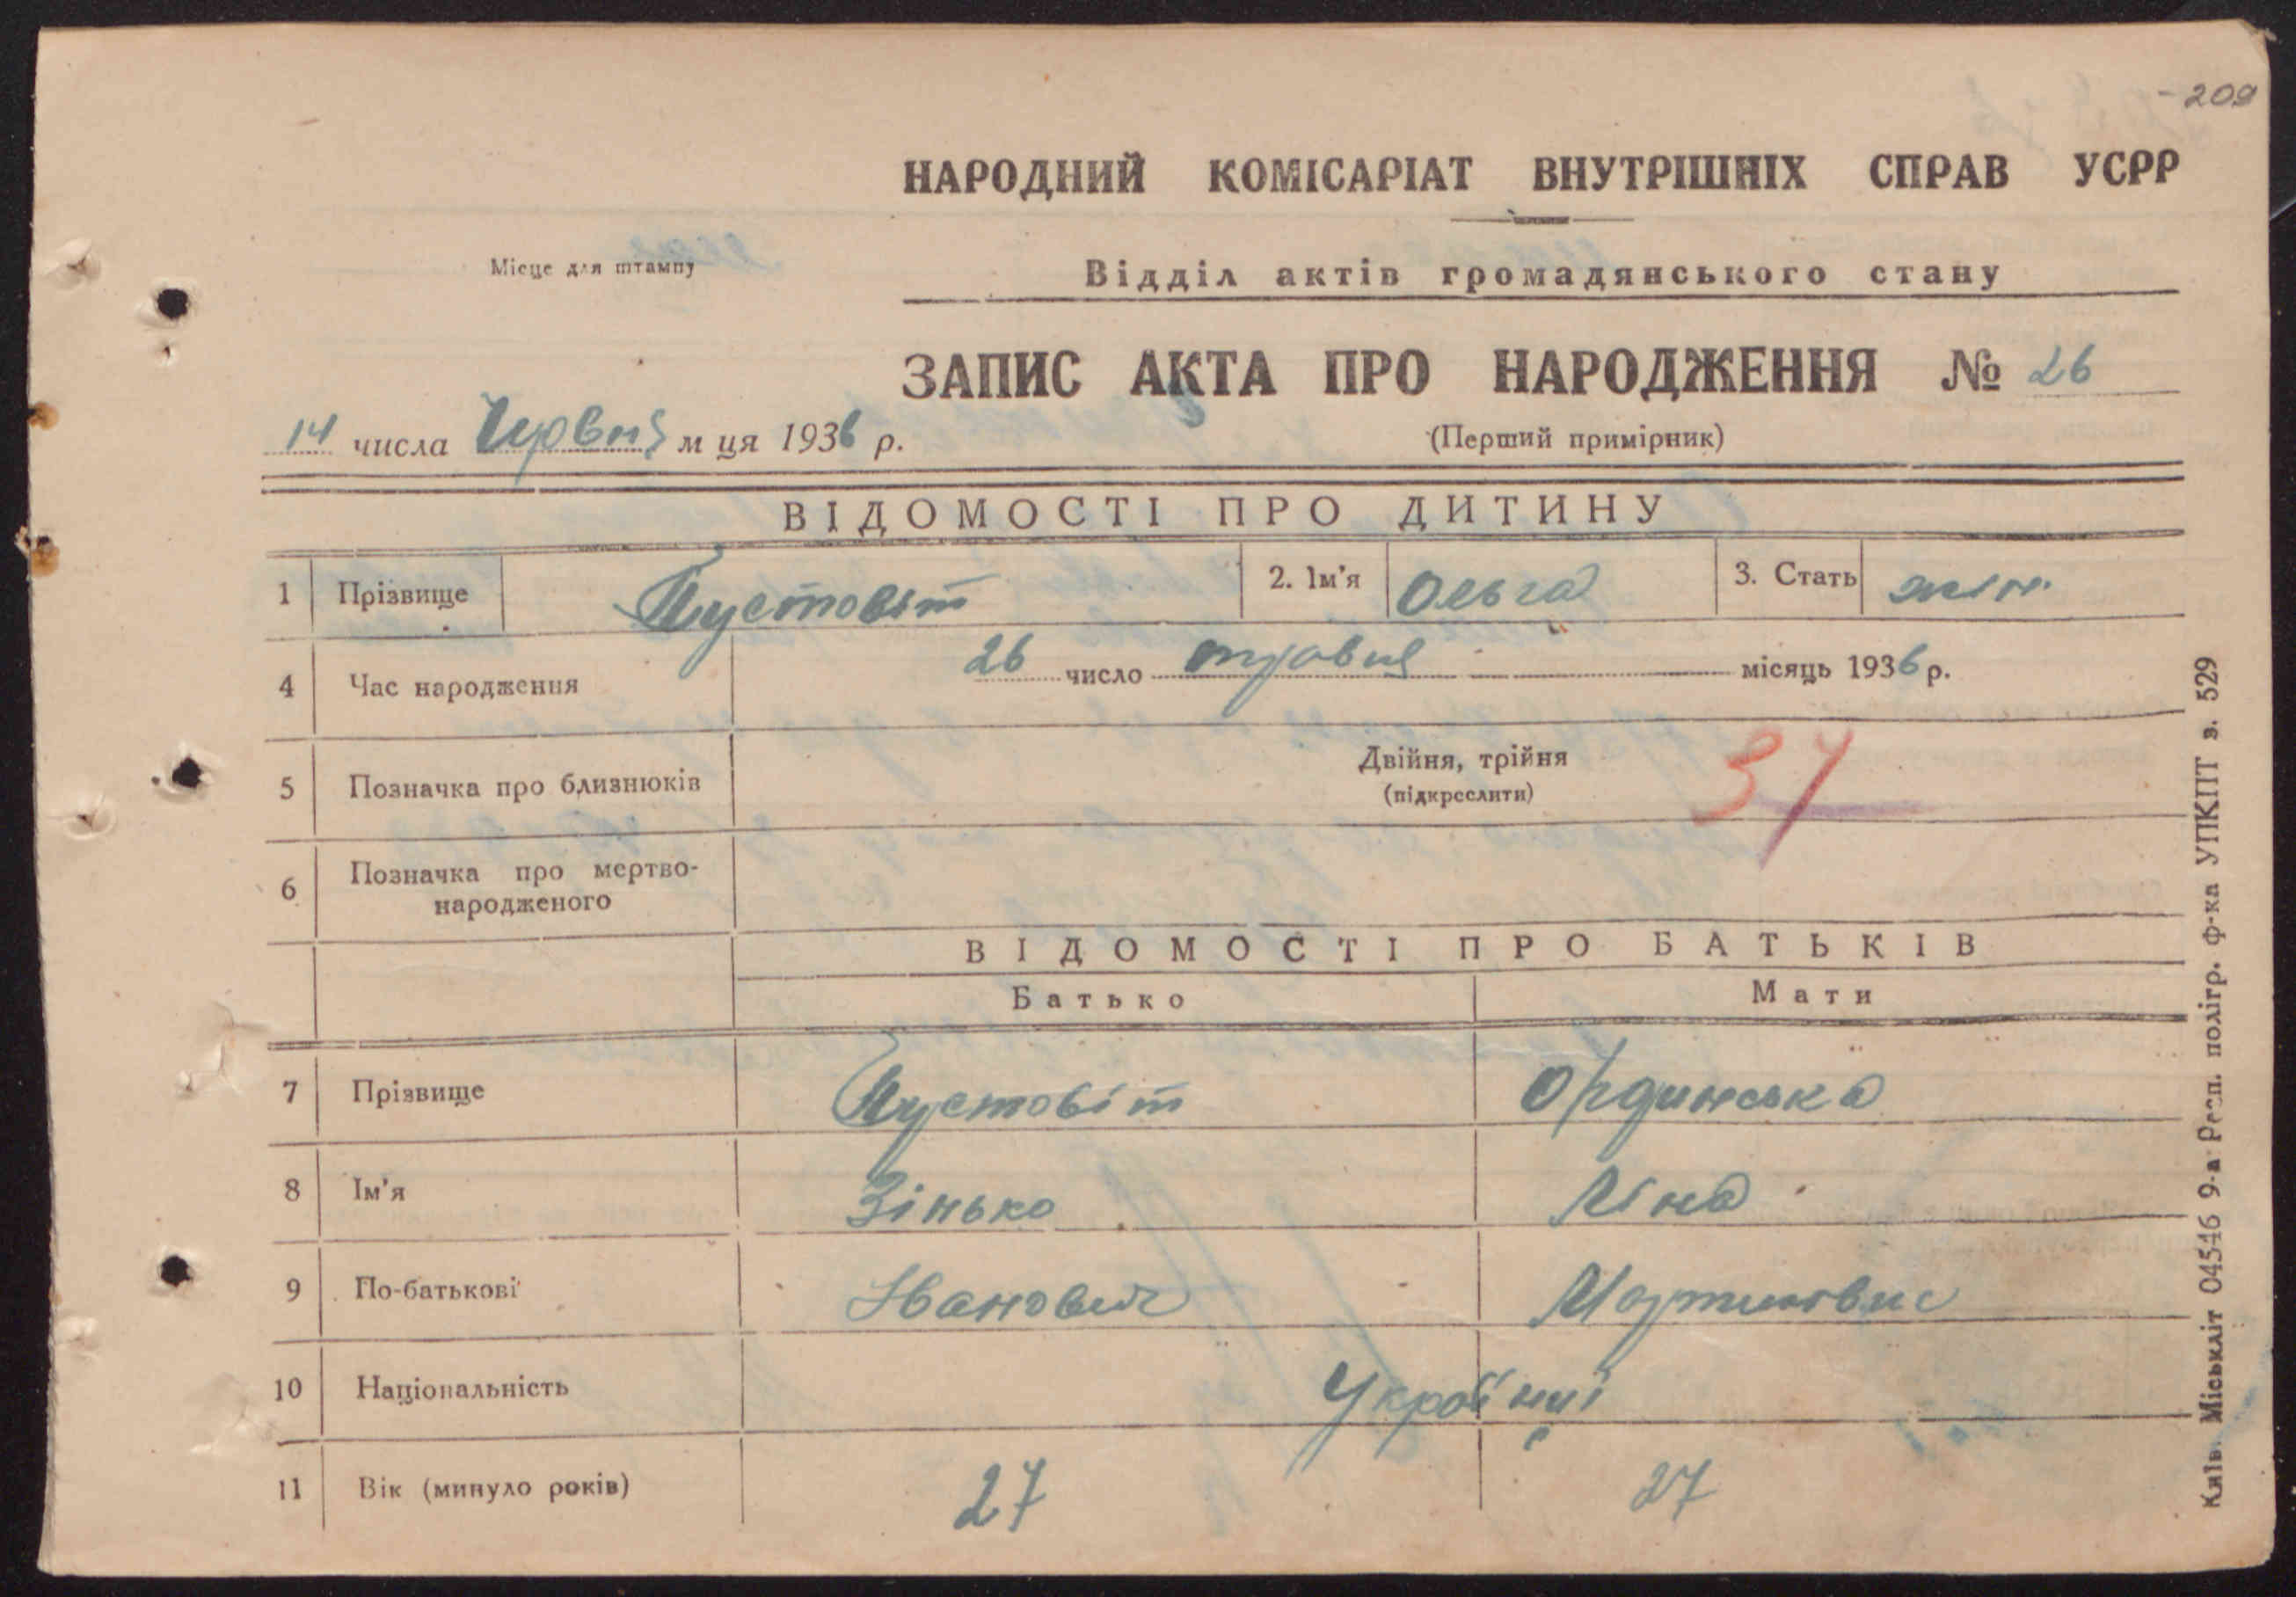 209
НАРОДНИЙ КОМІСАРІАТ ВНУТРІШНІХ СПРАВ УСРР
Місце для штампу
Відділ актів громадянського стану
ЗАПИС АКТА ПРО НАРОДЖЕННЯ № 26
14 числа Червня м ця 1936 р.
(Перший примірник)
ВІДОМОСТІ ПРО ДИТИНУ
1 Прізвище Пустовіт 2. Ім'я Ольга 3. Стать жін.
4 Час народження 26 число травня місяць 1936 р.
5 Позначка про близнюків Двійня, трійня
(підкреслити)
6 Позначка про мертво-
народженого
ВІДОМОСТІ ПРО БАТЬКІВ
Батько Мати
7 Прізвище Пустовіт Ординська
8 Ім'я Зінько Ліна
9 По-батькові Іванович
10 Національність Українці
11 Вік (минуло років) 27 27
Київ. Міськліт 04546 9-а Респ. полігр. ф-ка УПКПТ з. 529